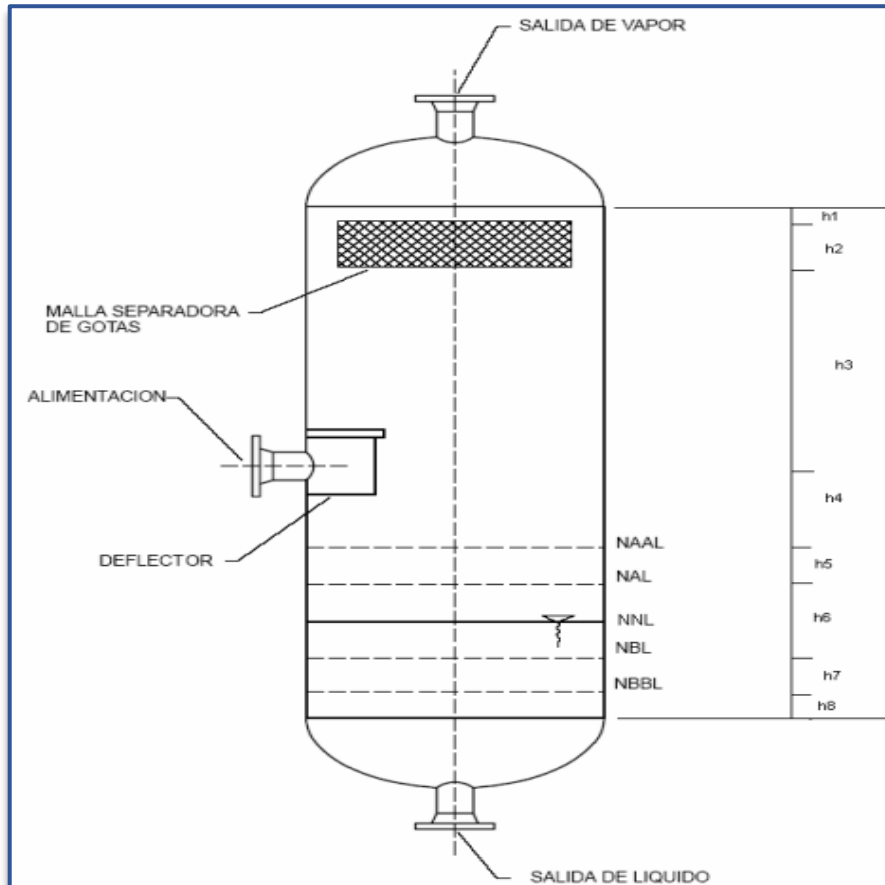 SALIDA DE VAPOR
h1
h2
MALLA SEPARADORA
DE GOTAS
h3
ALIMENTACION
h4
DEFLECTOR
NAAL
h5
NAL
NNL
h6
NBL
h7
NBBL
h8
SALIDA DE LIQUIDO